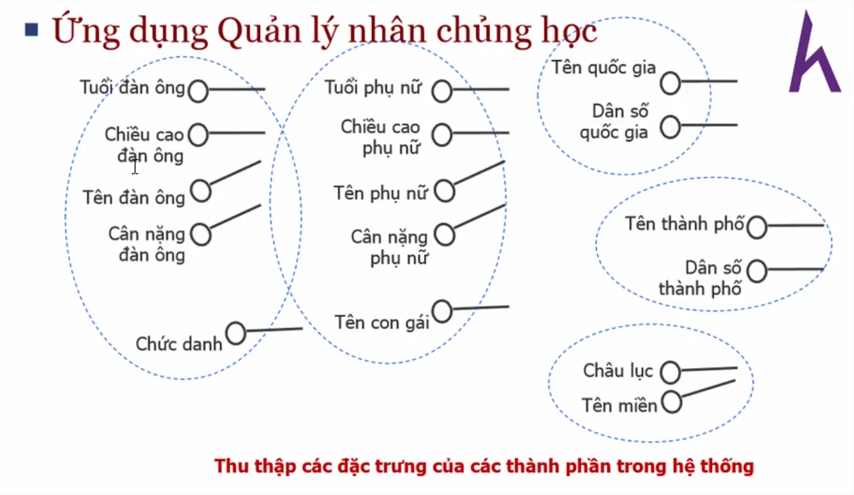 Ứng dụng Quản lý nhân chủng học
Tuổi đàn ông
Chiều cao
đàn ông
Tên đàn ông
Cân nặng
đàn ông
Chức danh
Tuổi phụ nữ
Chiều cao
phụ nữ
Tên phụ nữ
Cân nặng
phụ nữ
Tên con gái
Tên quốc gia
Dân số
quốc gia
Tên thành phố
Dân số
thành phố
Châu lục
Tên miền
Thu thập các đặc trưng của các thành phần trong hệ thống